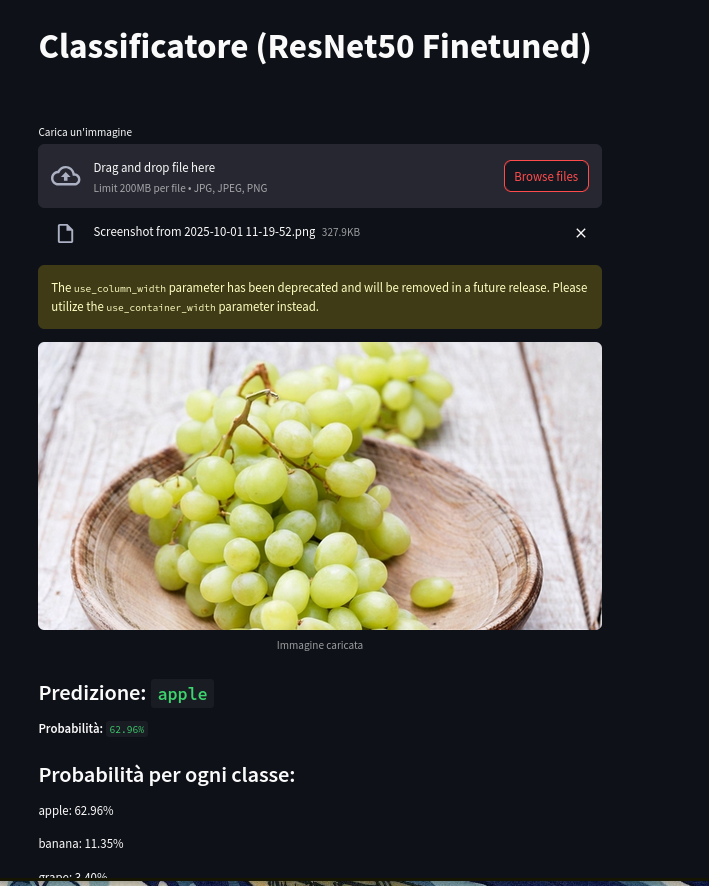 Classificatore (ResNet50 Finetuned)
Carica un'immagine
Drag and drop file here
Limit 200MB per file • JPG, JPEG, PNG
Browse files
Screenshot from 2025-10-01 11-19-52.png 327.9KB
The use_column_width parameter has been deprecated and will be removed in a future release. Please
utilize the use_container_width parameter instead.
Immagine caricata
Predizione: apple
Probabilità: 62.96%
Probabilità per ogni classe:
apple: 62.96%
banana: 11.35%
grape: 3.40%